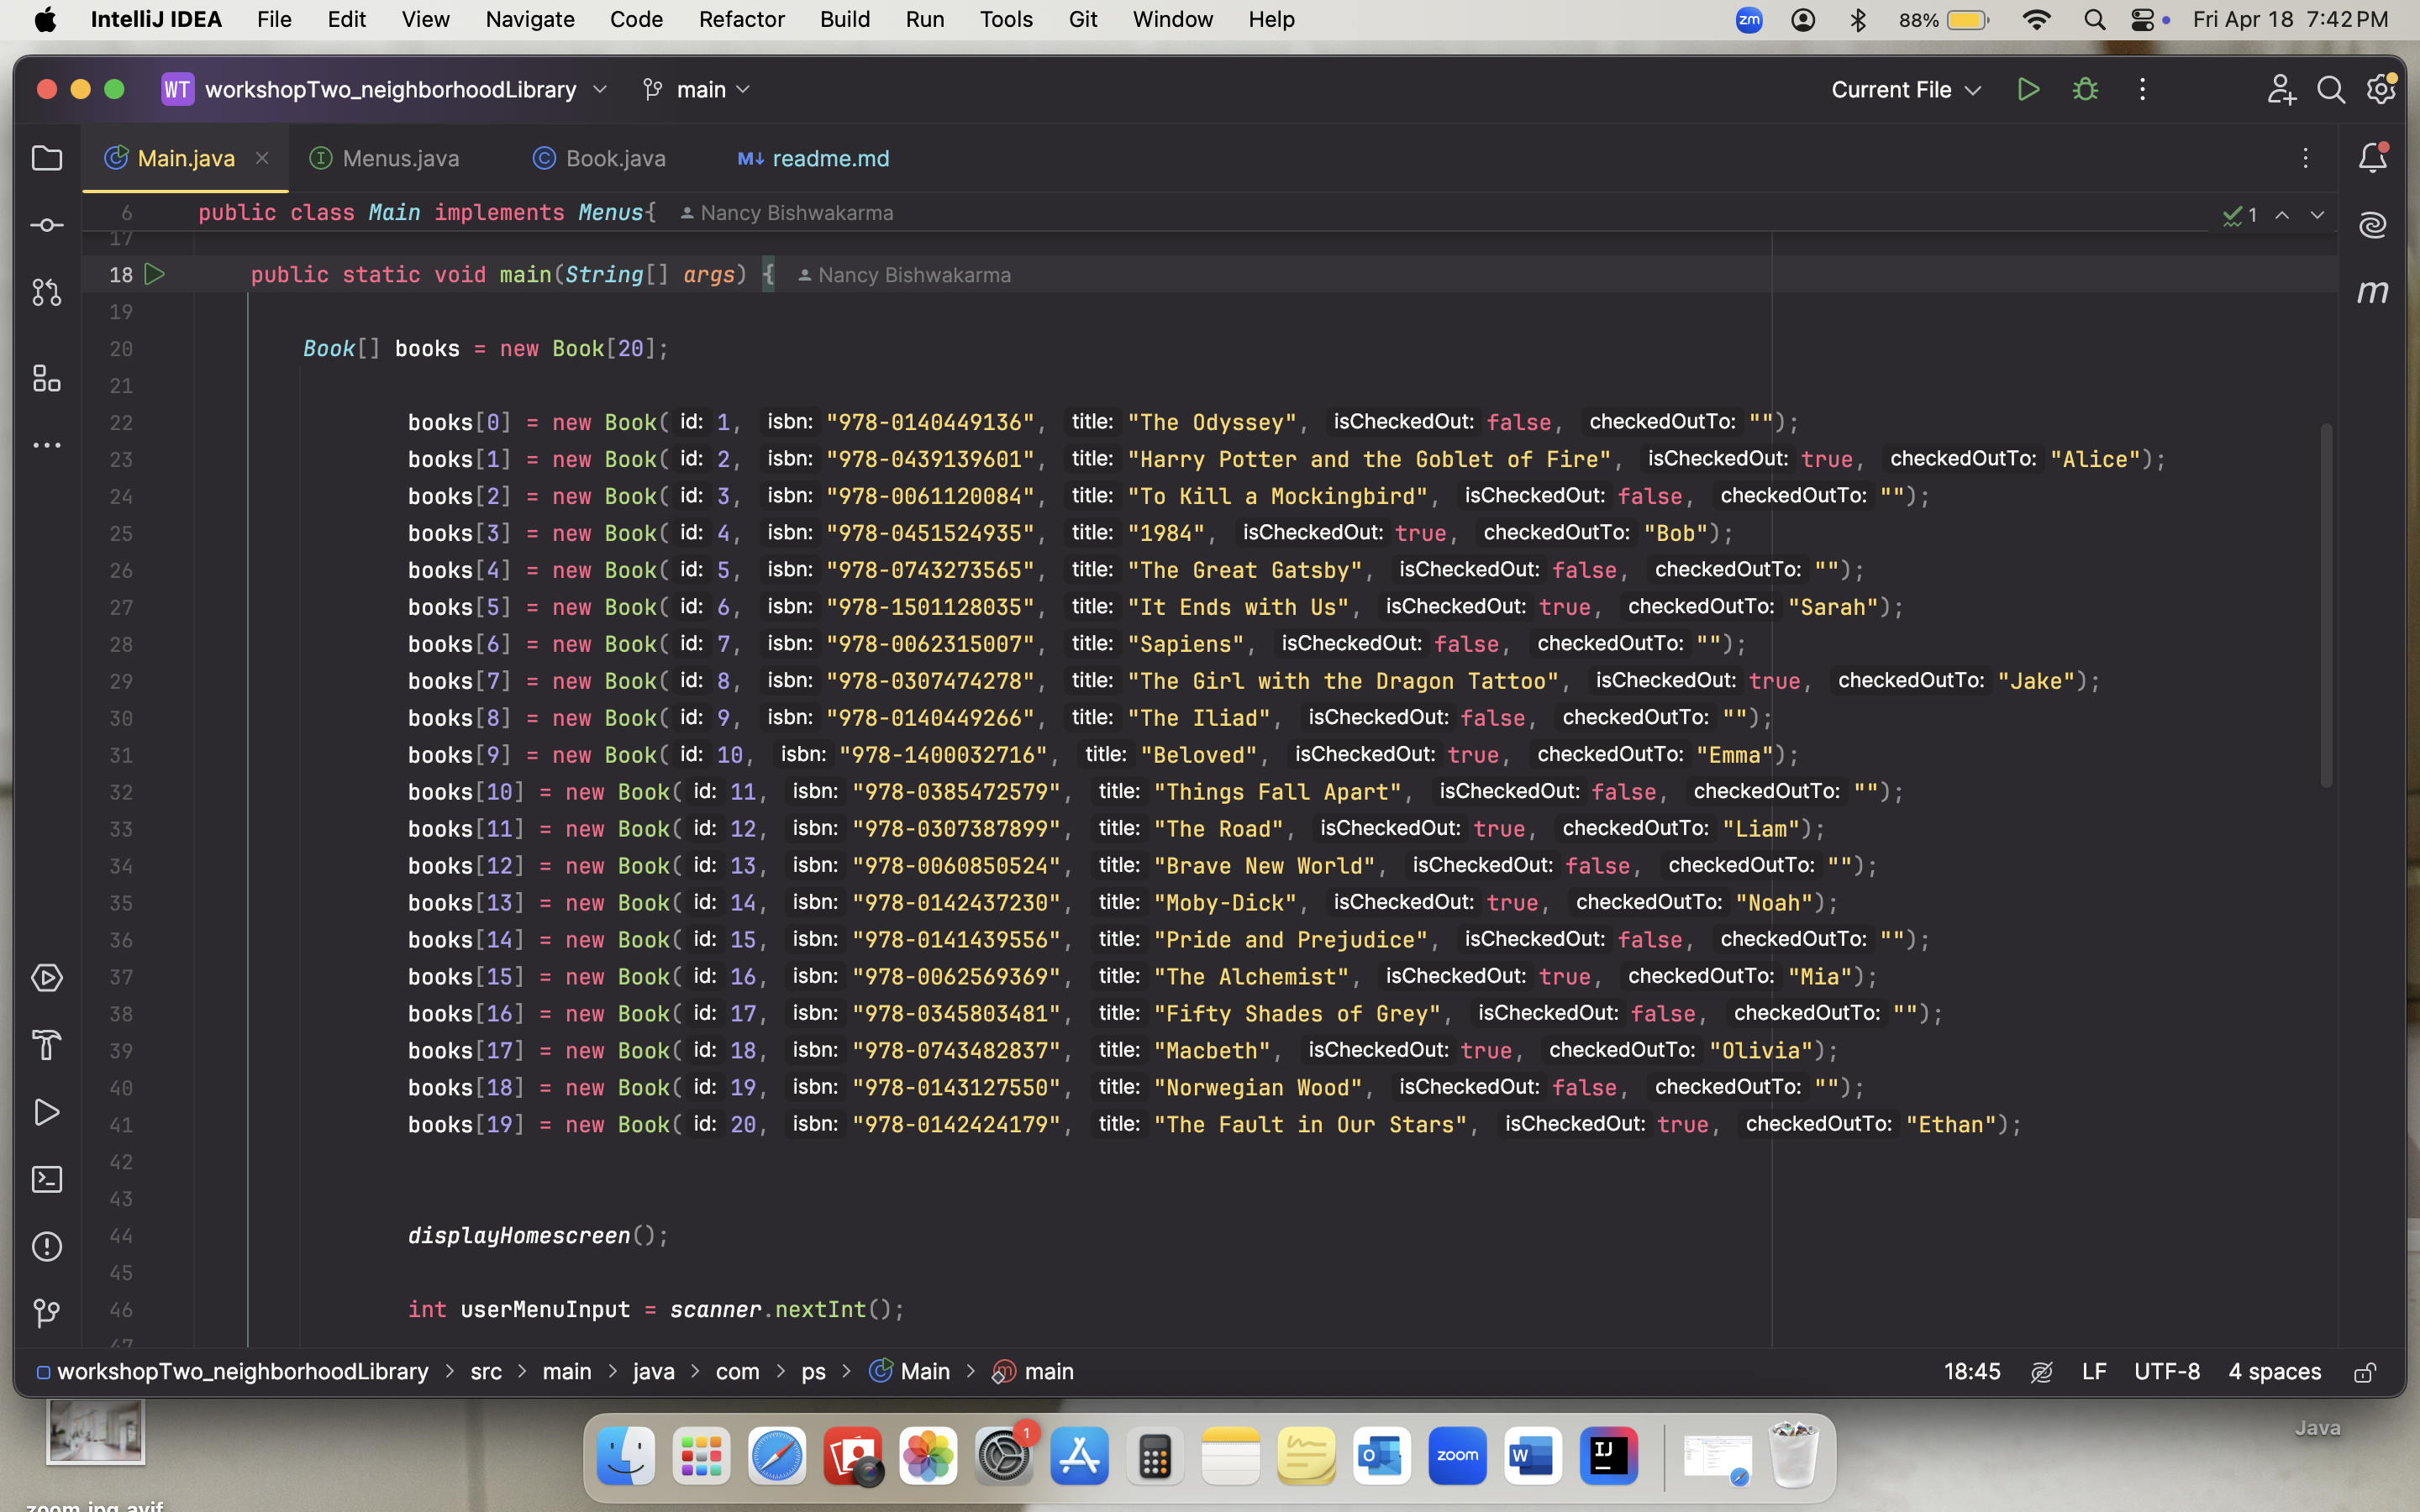 IntelliJ IDEA File Edit View Navigate Code Refactor Build Run Tools Git Window Help zm 88% Fri Apr 18 7:42 PM
WT workshopTwo_neighborhoodLibrary main Current File
Main.java Menus.java Book.java M↓ readme.md
6 public class Main implements Menus{ Nancy Bishwakarma 1
17
18 public static void main(String[] args) { Nancy Bishwakarma
19
20 Book[] books = new Book[20];
21
22 books[0] = new Book( id: 1, isbn: "978-0140449136", title: "The Odyssey", isCheckedOut: false, checkedOutTo: "");
23 books[1] = new Book( id: 2, isbn: "978-0439139601", title: "Harry Potter and the Goblet of Fire", isCheckedOut: true, checkedOutTo: "Alice");
24 books[2] = new Book( id: 3, isbn: "978-0061120084", title: "To Kill a Mockingbird", isCheckedOut: false, checkedOutTo: "");
25 books[3] = new Book( id: 4, isbn: "978-0451524935", title: "1984", isCheckedOut: true, checkedOutTo: "Bob");
26 books[4] = new Book( id: 5, isbn: "978-0743273565", title: "The Great Gatsby", isCheckedOut: false, checkedOutTo: "");
27 books[5] = new Book( id: 6, isbn: "978-1501128035", title: "It Ends with Us", isCheckedOut: true, checkedOutTo: "Sarah");
28 books[6] = new Book( id: 7, isbn: "978-0062315007", title: "Sapiens", isCheckedOut: false, checkedOutTo: "");
29 books[7] = new Book( id: 8, isbn: "978-0307474278", title: "The Girl with the Dragon Tattoo", isCheckedOut: true, checkedOutTo: "Jake");
30 books[8] = new Book( id: 9, isbn: "978-0140449266", title: "The Iliad", isCheckedOut: false, checkedOutTo: "");
31 books[9] = new Book( id: 10, isbn: "978-1400032716", title: "Beloved", isCheckedOut: true, checkedOutTo: "Emma");
32 books[10] = new Book( id: 11, isbn: "978-0385472579", title: "Things Fall Apart", isCheckedOut: false, checkedOutTo: "");
33 books[11] = new Book( id: 12, isbn: "978-0307387899", title: "The Road", isCheckedOut: true, checkedOutTo: "Liam");
34 books[12] = new Book( id: 13, isbn: "978-0060850524", title: "Brave New World", isCheckedOut: false, checkedOutTo: "");
35 books[13] = new Book( id: 14, isbn: "978-0142437230", title: "Moby-Dick", isCheckedOut: true, checkedOutTo: "Noah");
36 books[14] = new Book( id: 15, isbn: "978-0141439556", title: "Pride and Prejudice", isCheckedOut: false, checkedOutTo: "");
37 books[15] = new Book( id: 16, isbn: "978-0062569369", title: "The Alchemist", isCheckedOut: true, checkedOutTo: "Mia");
38 books[16] = new Book( id: 17, isbn: "978-0345803481", title: "Fifty Shades of Grey", isCheckedOut: false, checkedOutTo: "");
39 books[17] = new Book( id: 18, isbn: "978-0743482837", title: "Macbeth", isCheckedOut: true, checkedOutTo: "Olivia");
40 books[18] = new Book( id: 19, isbn: "978-0143127550", title: "Norwegian Wood", isCheckedOut: false, checkedOutTo: "");
41 books[19] = new Book( id: 20, isbn: "978-0142424179", title: "The Fault in Our Stars", isCheckedOut: true, checkedOutTo: "Ethan");
42
43
44 displayHomescreen();
45
46 int userMenuInput = scanner.nextInt();
47
workshopTwo_neighborhoodLibrary > src > main > java > com > ps > Main > main 18:45 LF UTF-8 4 spaces
Java
1
zoom
IJ
zoom.jpg.avif